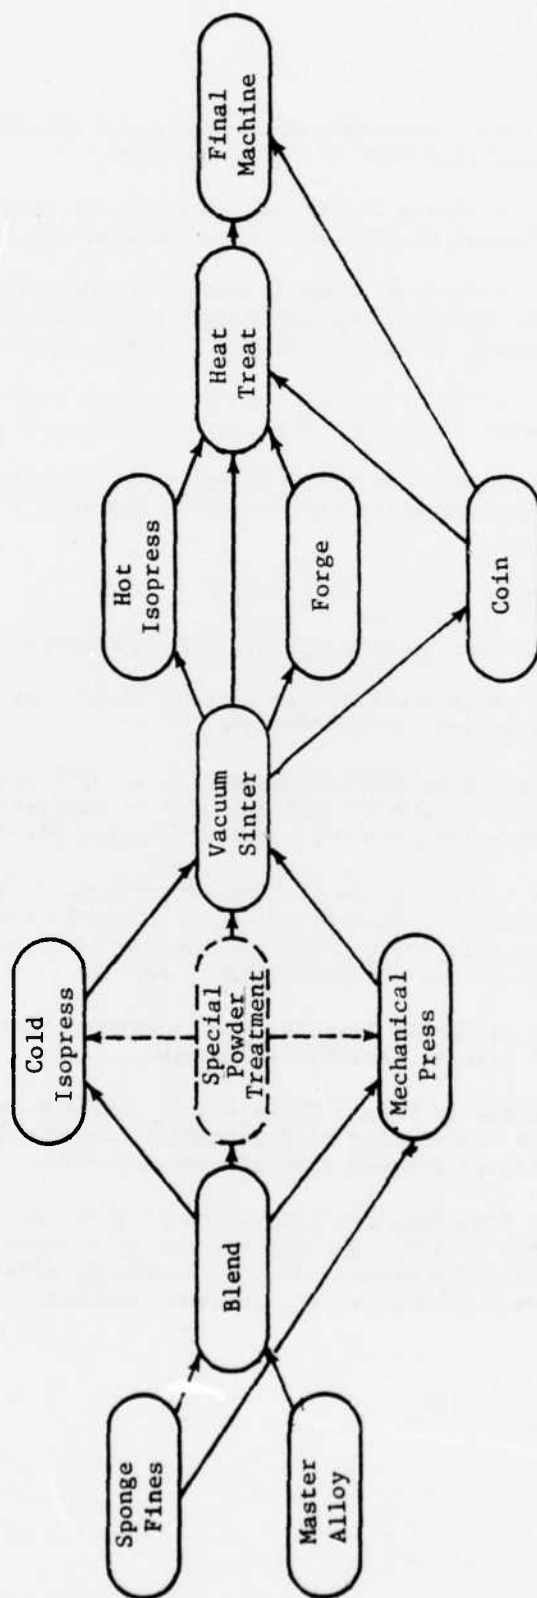 Sponge
Fines
Master
Alloy
Blend
Cold
Isopress
Special
Powder
Treatment
Mechanical
Press
Vacuum
Sinter
Hot
Isopress
Forge
Coin
Heat
Treat
Final
Machine